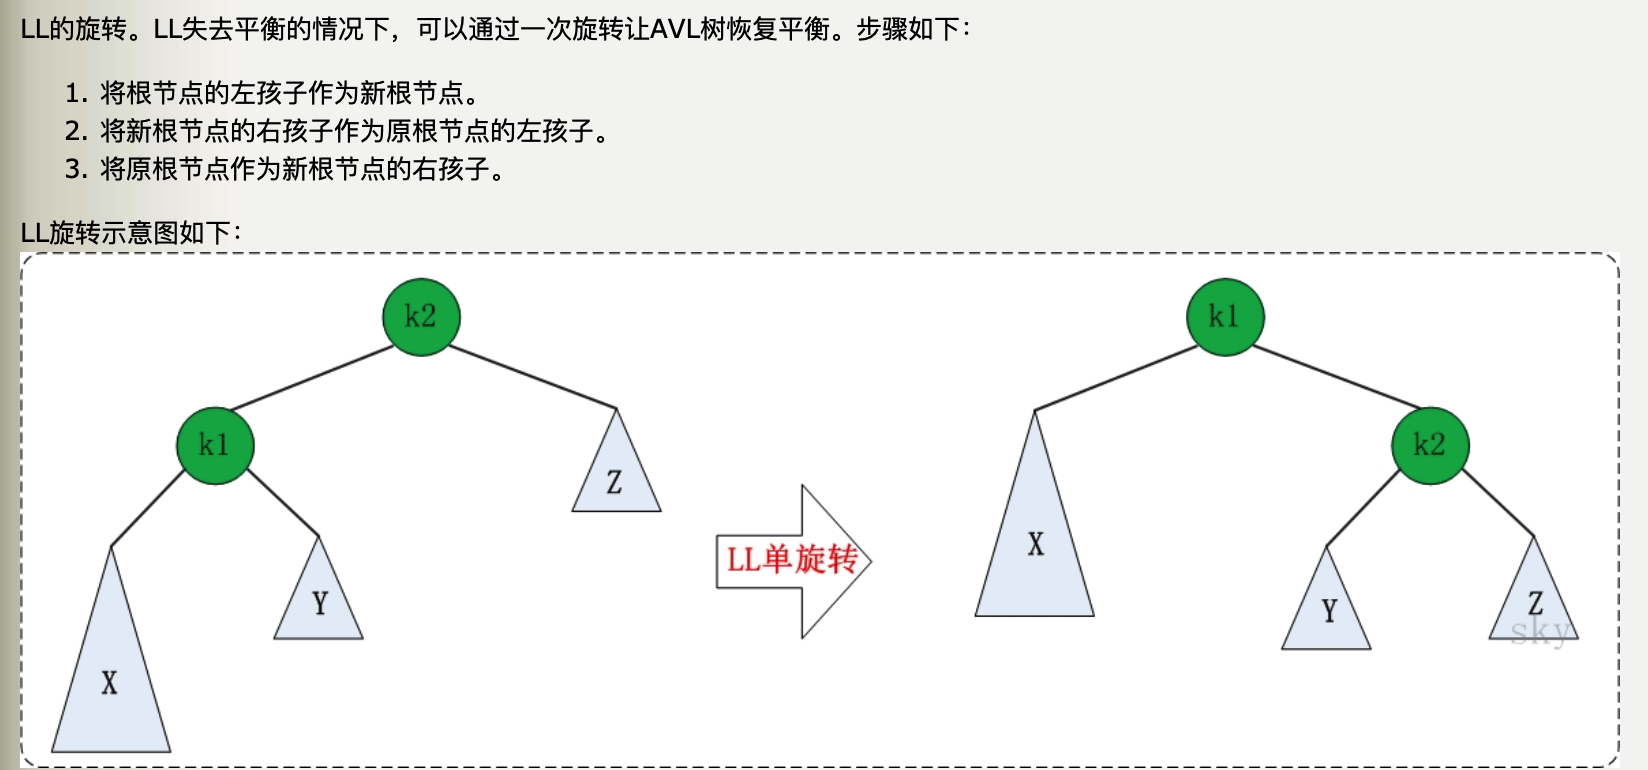 LL的旋转。LL失去平衡的情况下，可以通过一次旋转让AVL树恢复平衡。步骤如下：
1. 将根节点的左孩子作为新根节点。
2. 将新根节点的右孩子作为原根节点的左孩子。
3. 将原根节点作为新根节点的右孩子。
LL旋转示意图如下：
k2
k1
k1
k2
Z
X
LL单旋转
Y
Y
Z
sky
X